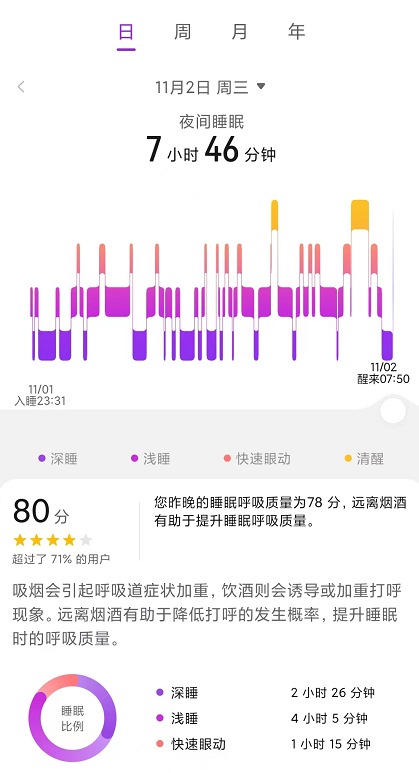 日 周 月 年
11月2日 周三
夜间睡眠
7 小时 46 分钟
11/01
入睡23:31
11/02
醒来07:50
深睡 浅睡 快速眼动 清醒
80 分
超过了 71% 的用户
您昨晚的睡眠呼吸质量为78 分，远离烟酒
有助于提升睡眠呼吸质量。
吸烟会引起呼吸道症状加重，饮酒则会诱导或加重打呼
现象。远离烟酒有助于降低打呼的发生概率，提升睡眠
时的呼吸质量。
睡眠
比例
深睡 2 小时 26 分钟
浅睡 4 小时 5 分钟
快速眼动 1 小时 15 分钟